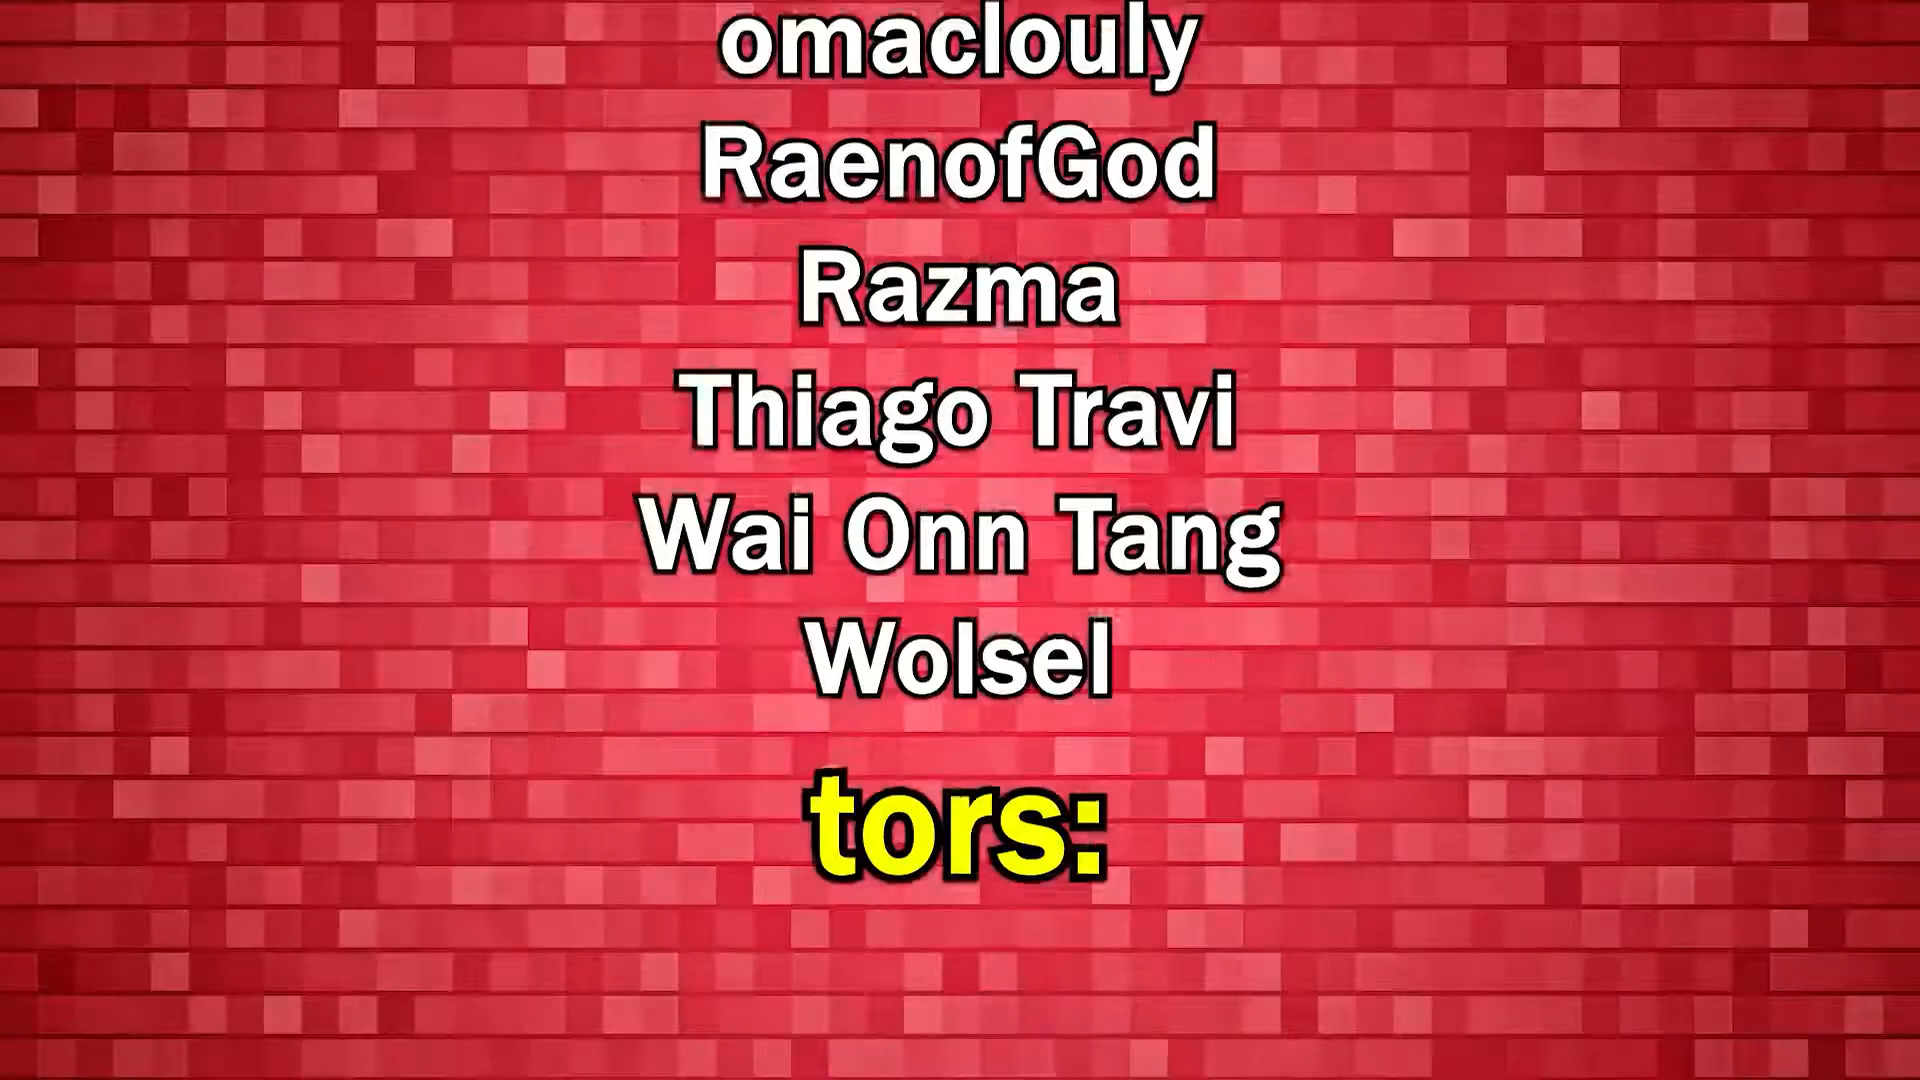 omaclouly
RaenofGod
Razma
Thiago Travi
Wai Onn Tang
Wolsel
tors: